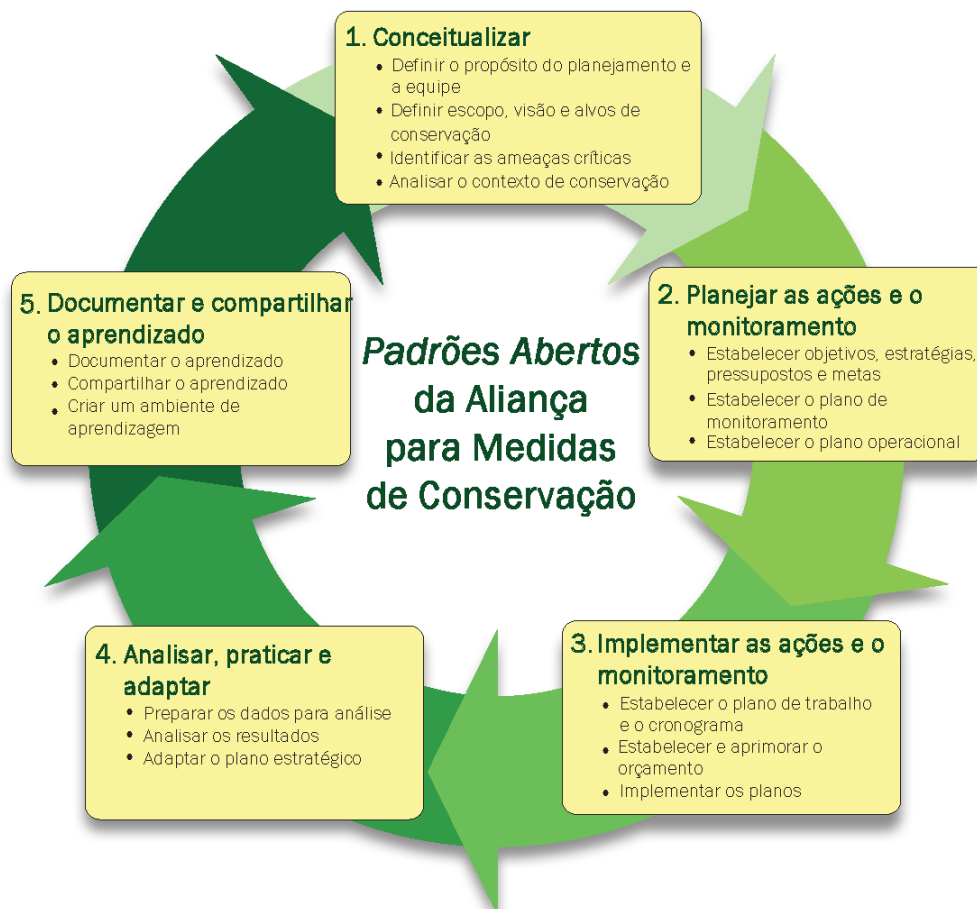 1. Conceitualizar
• Definir o propósito do planejamento e
a equipe
• Definir escopo, visão e alvos de
conservação
• Identificar as ameaças críticas
• Analisar o contexto de conservação
2. Planejar as ações e o
monitoramento
• Estabelecer objetivos, estratégias,
pressupostos e metas
• Estabelecer o plano de
monitoramento
• Estabelecer o plano operacional
3. Implementar as ações e o
monitoramento
• Estabelecer o plano de trabalho
e o cronograma
• Estabelecer e aprimorar o
orçamento
• Implementar os planos
4. Analisar, praticar e
adaptar
• Preparar os dados para análise
• Analisar os resultados
• Adaptar o plano estratégico
5. Documentar e compartilhar
o aprendizado
• Documentar o aprendizado
• Compartilhar o aprendizado
• Criar um ambiente de
aprendizagem
Padrões Abertos
da Aliança
para Medidas
de Conservação